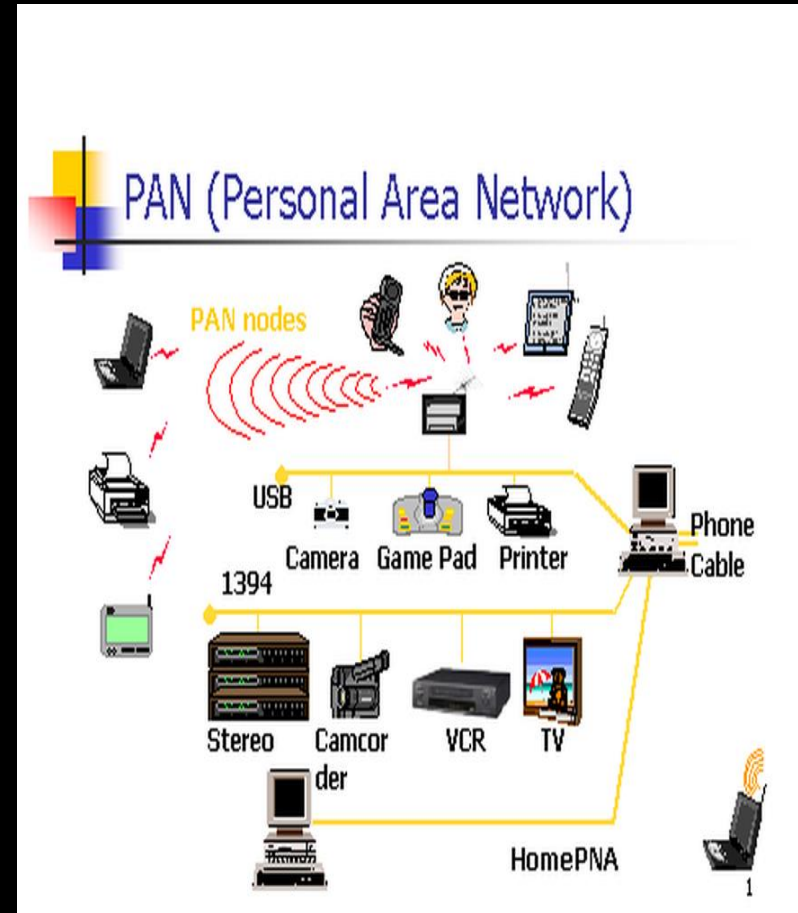 PAN (Personal Area Network)
PAN nodes
USB
Camera
Game Pad
Printer
Phone
Cable
1394
Stereo
Camcor
der
VCR
TV
HomePNA
1